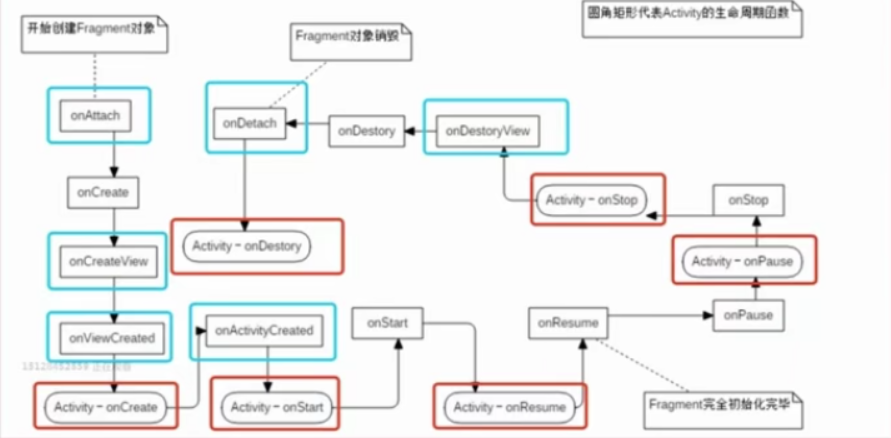 开始创建Fragment对象
Fragment对象销毁
圆角矩形代表Activity的生命周期函数
onAttach
onDetach
onDestory
onDestoryView
onCreate
Activity - onStop
onStop
Activity - onDestory
onCreateView
Activity - onPause
onViewCreated
onActivityCreated
onStart
onResume
onPause
Activity - onCreate
Activity - onStart
Activity - onResume
Fragment完全初始化完毕